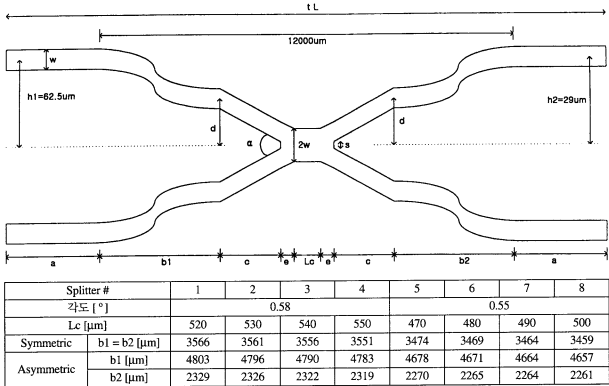 t L
12000um
w
h1=62.5um
h2=29um
d
d
α
2w
s
a
b1
c
e
Lc
e
c
b2
a
Splitter # 1 2 3 4 5 6 7 8
각도 [ ° ] 0.58 0.55
Lc [μm] 520 530 540 550 470 480 490 500
Symmetric b1 = b2 [μm] 3566 3561 3556 3551 3474 3469 3464 3459
Asymmetric b1 [μm] 4803 4796 4790 4783 4678 4671 4664 4657
b2 [μm] 2329 2326 2322 2319 2270 2265 2264 2261